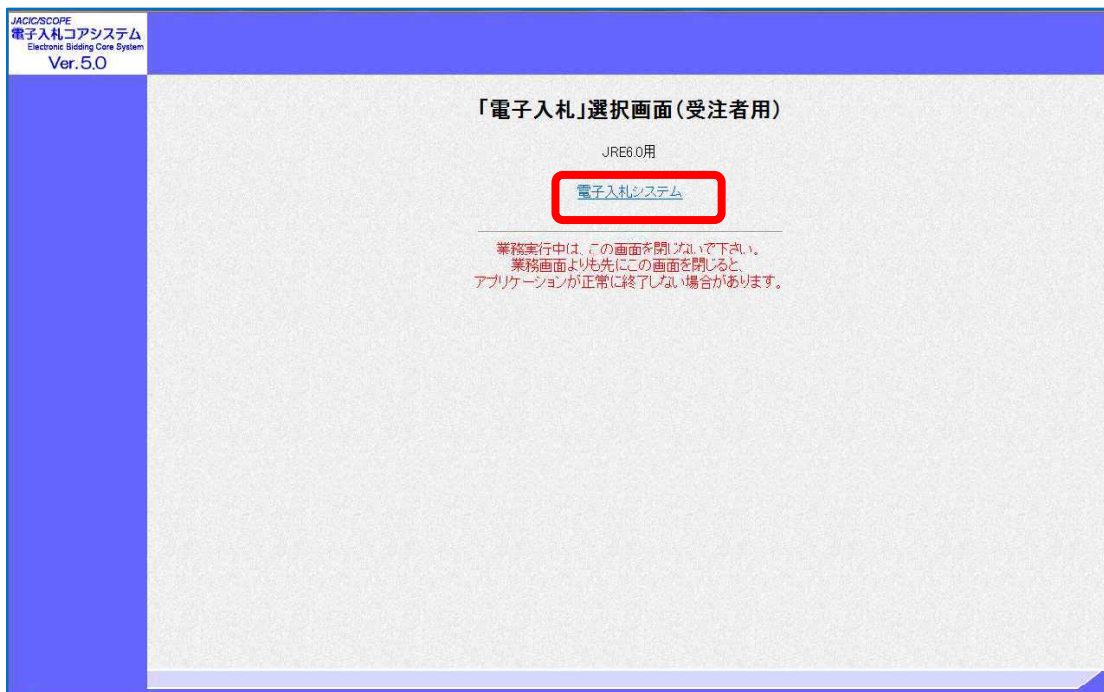 JACIC/SCOPE
電子入札コアシステム
Electronic Bidding Core System
Ver.5.0
「電子入札」選択画面(受注者用)
JRE6.0用
電子入札システム
業務実行中は、この画面を閉じないで下さい。
業務画面よりも先にこの画面を閉じると、
アプリケーションが正常に終了しない場合があります。